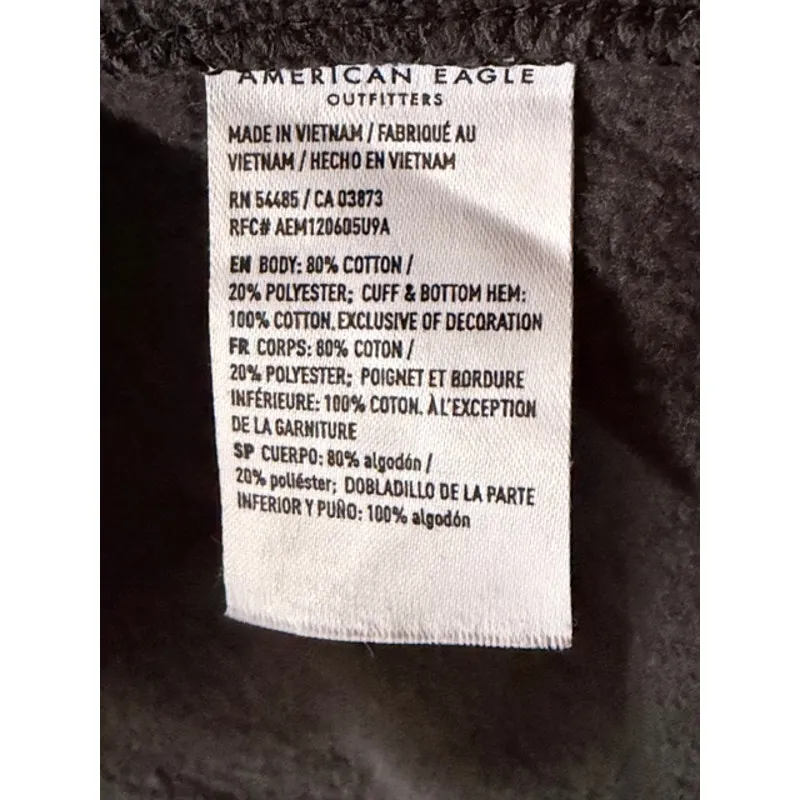 AMERICAN EAGLE
OUTFITTERS
MADE IN VIETNAM / FABRIQUÉ AU
VIETNAM / HECHO EN VIETNAM
RN 54485 / CA 03873
RFC# AEM120605U9A
EN BODY: 80% COTTON /
20% POLYESTER; CUFF & BOTTOM HEM:
100% COTTON. EXCLUSIVE OF DECORATION
FR CORPS: 80% COTON /
20% POLYESTER; POIGNET ET BORDURE
INFÉRIEURE: 100% COTON. À L'EXCEPTION
DE LA GARNITURE
SP CUERPO: 80% algodón /
20% poliéster; DOBLADILLO DE LA PARTE
INFERIOR Y PUÑO: 100% algodón